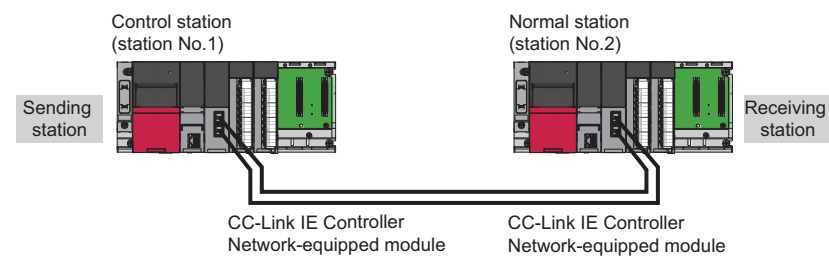 Control station
(station No.1)
Normal station
(station No.2)
Sending
station
Receiving
station
CC-Link IE Controller
Network-equipped module
CC-Link IE Controller
Network-equipped module